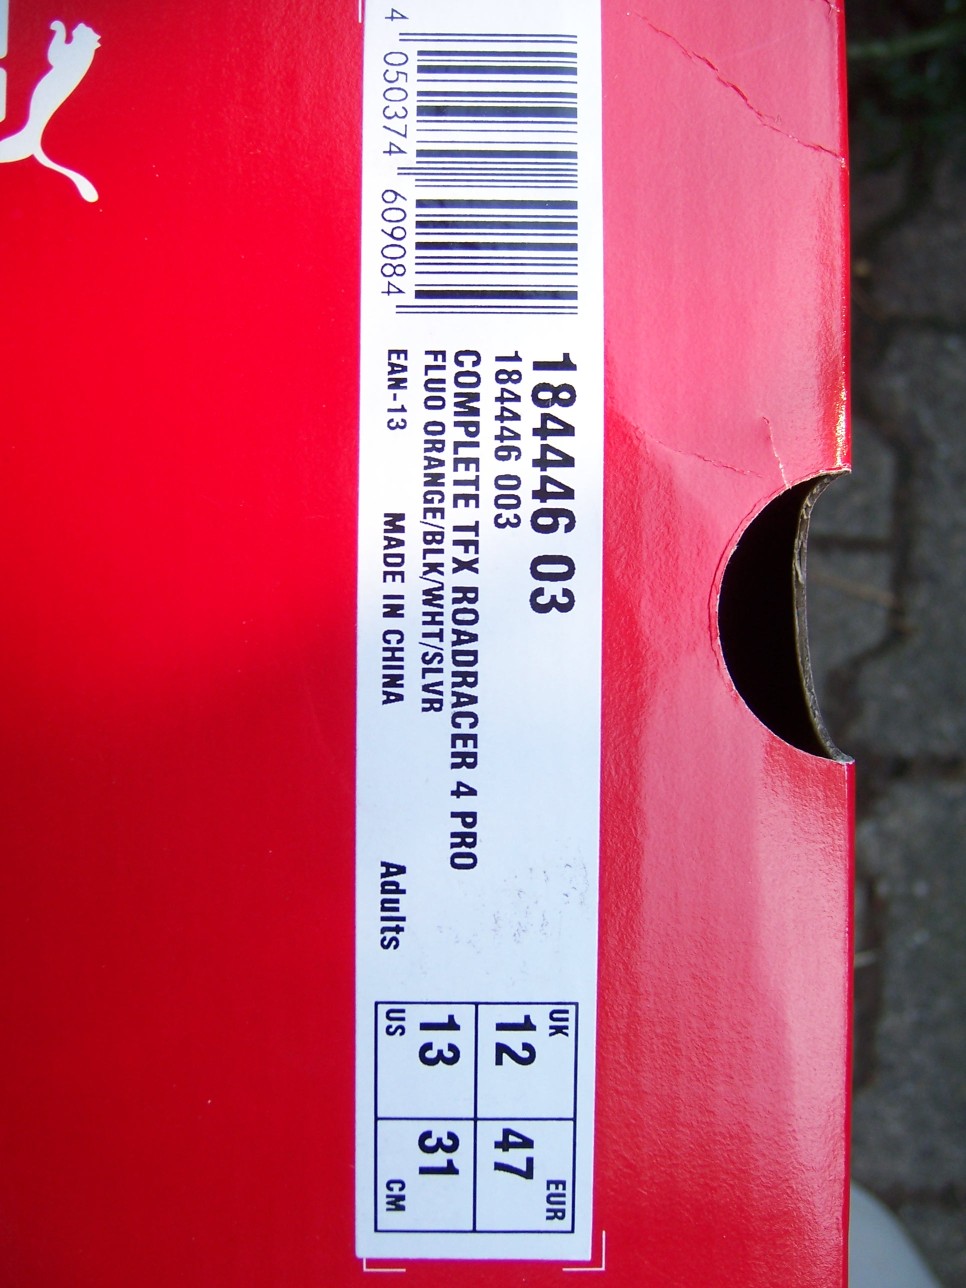 4 050374 609084
184446 03
184446 003
COMPLETE TFX ROADRACER 4 PRO
FLUO ORANGE/BLK/WHT/SLVR
EAN-13 MADE IN CHINA Adults
UK 12 47 EUR
US 13 31 CM